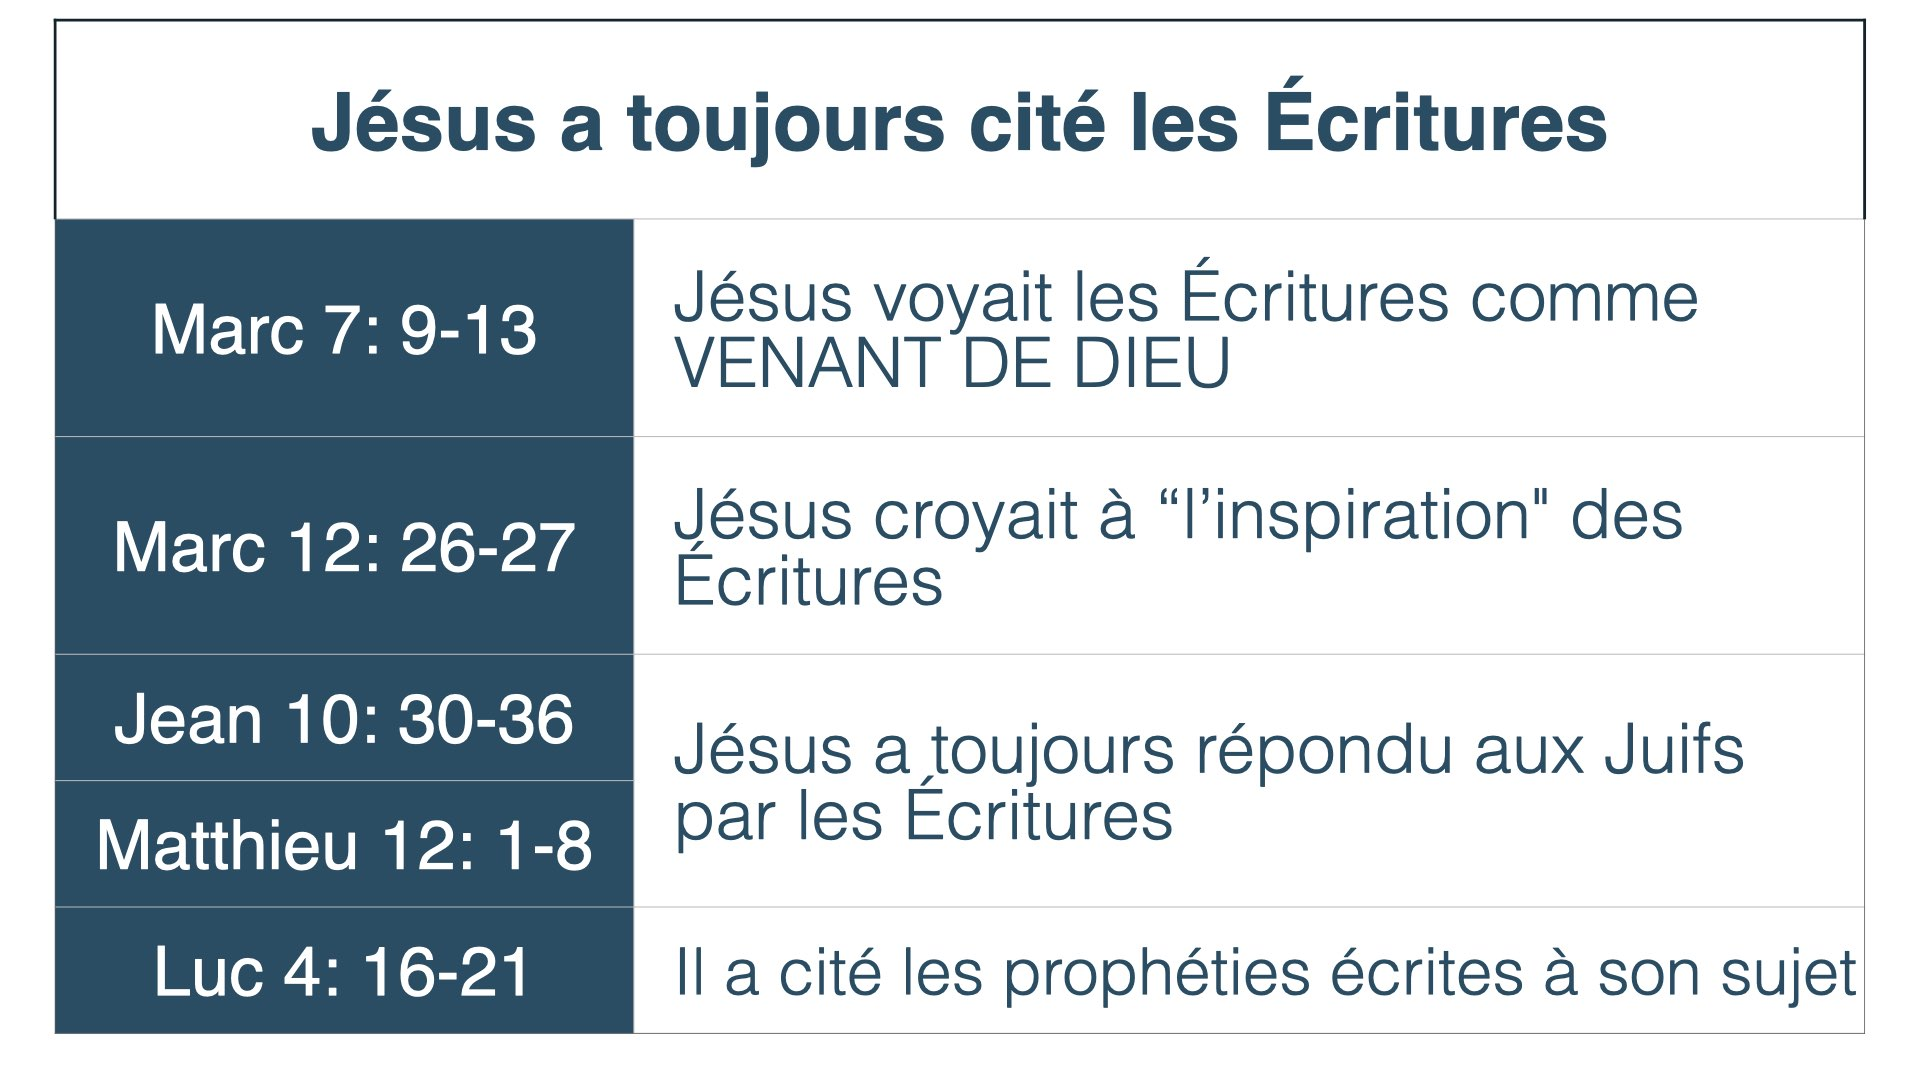 Jésus a toujours cité les Écritures
Marc 7: 9-13
Jésus voyait les Écritures comme
VENANT DE DIEU
Marc 12: 26-27
Jésus croyait à “l’inspiration" des
Écritures
Jean 10: 30-36
Matthieu 12: 1-8
Jésus a toujours répondu aux Juifs
par les Écritures
Luc 4: 16-21
Il a cité les prophéties écrites à son sujet